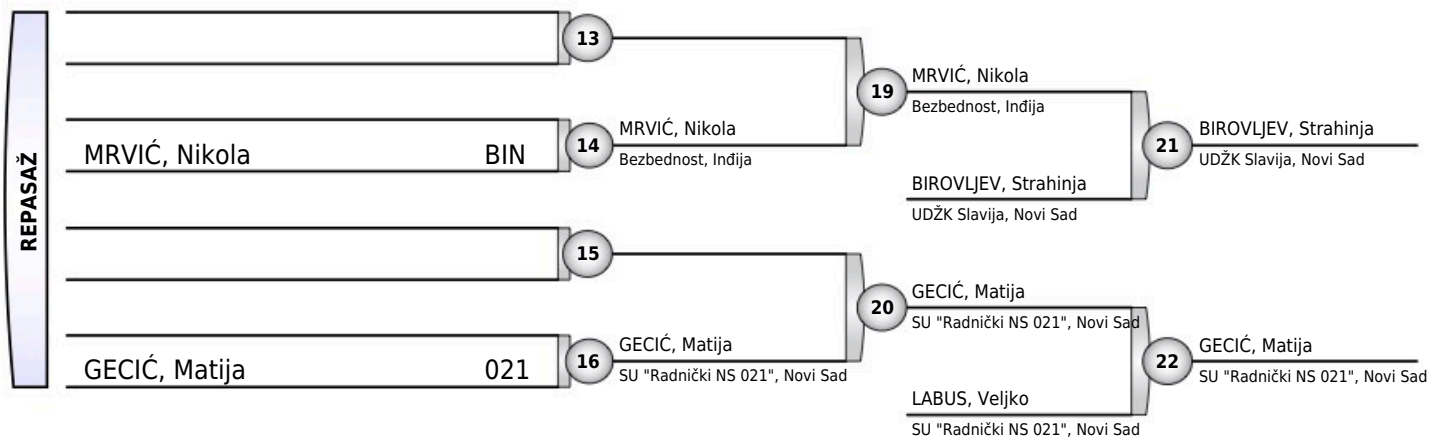 REPASAŽ
13
MRVIĆ, Nikola BIN
14
MRVIĆ, Nikola
Bezbednost, Inđija
19
MRVIĆ, Nikola
Bezbednost, Inđija
BIROVLJEV, Strahinja
UDŽK Slavija, Novi Sad
21
BIROVLJEV, Strahinja
UDŽK Slavija, Novi Sad
15
GECIĆ, Matija 021
16
GECIĆ, Matija
SU "Radnički NS 021", Novi Sad
20
GECIĆ, Matija
SU "Radnički NS 021", Novi Sad
LABUS, Veljko
SU "Radnički NS 021", Novi Sad
22
GECIĆ, Matija
SU "Radnički NS 021", Novi Sad